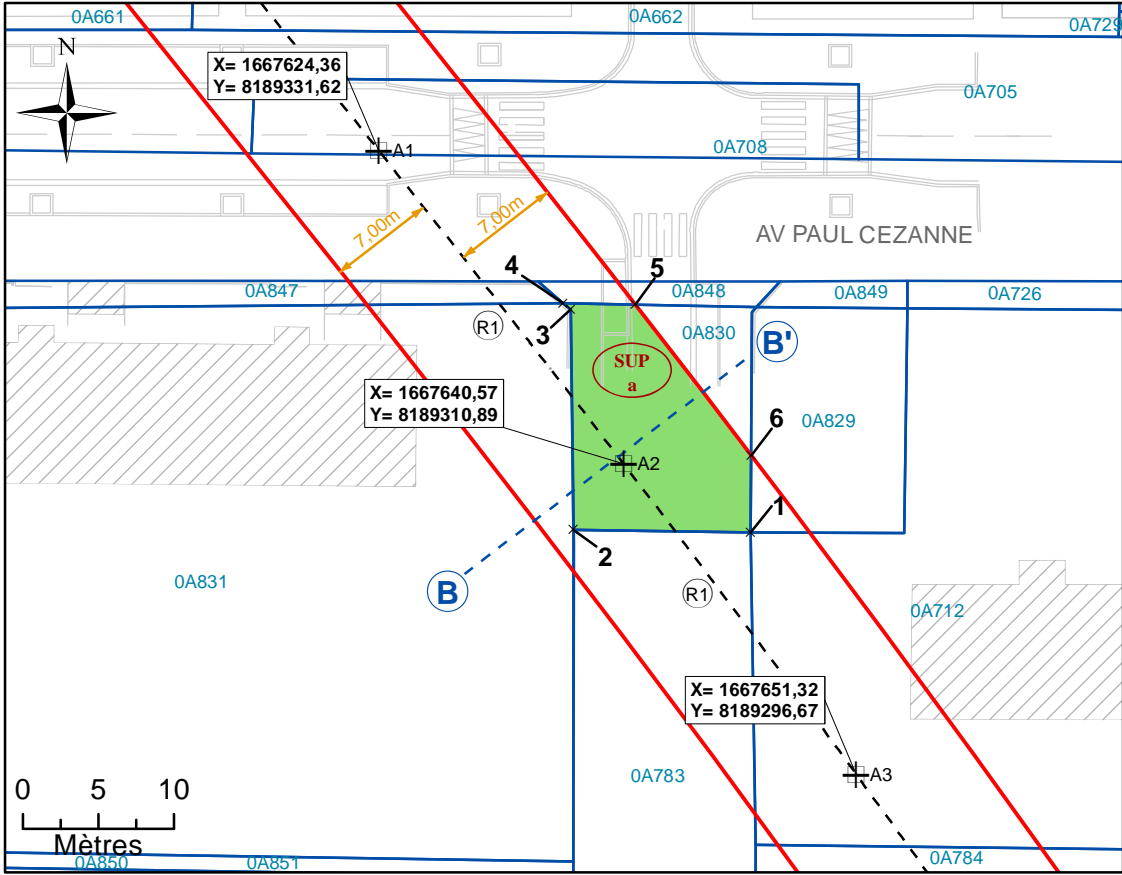 0A661
0A662
0A729
N
X= 1667624,36
Y= 8189331,62
0A705
A1
0A708
7,00m
7,00m
AV PAUL CEZANNE
4
5
0A847
0A848
0A849
0A726
3
R1
0A830
B'
SUP
a
X= 1667640,57
Y= 8189310,89
6
0A829
A2
1
2
0A831
B
R1
0A712
X= 1667651,32
Y= 8189296,67
0A783
A3
0 5 10
Mètres
0A850
0A851
0A784